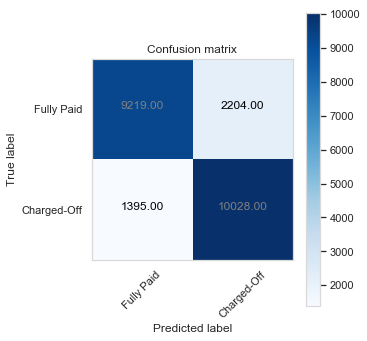 Confusion matrix
True label
Fully Paid
9219.00
2204.00
Charged-Off
1395.00
10028.00
Fully Paid
Charged-Off
Predicted label
10000
9000
8000
7000
6000
5000
4000
3000
2000